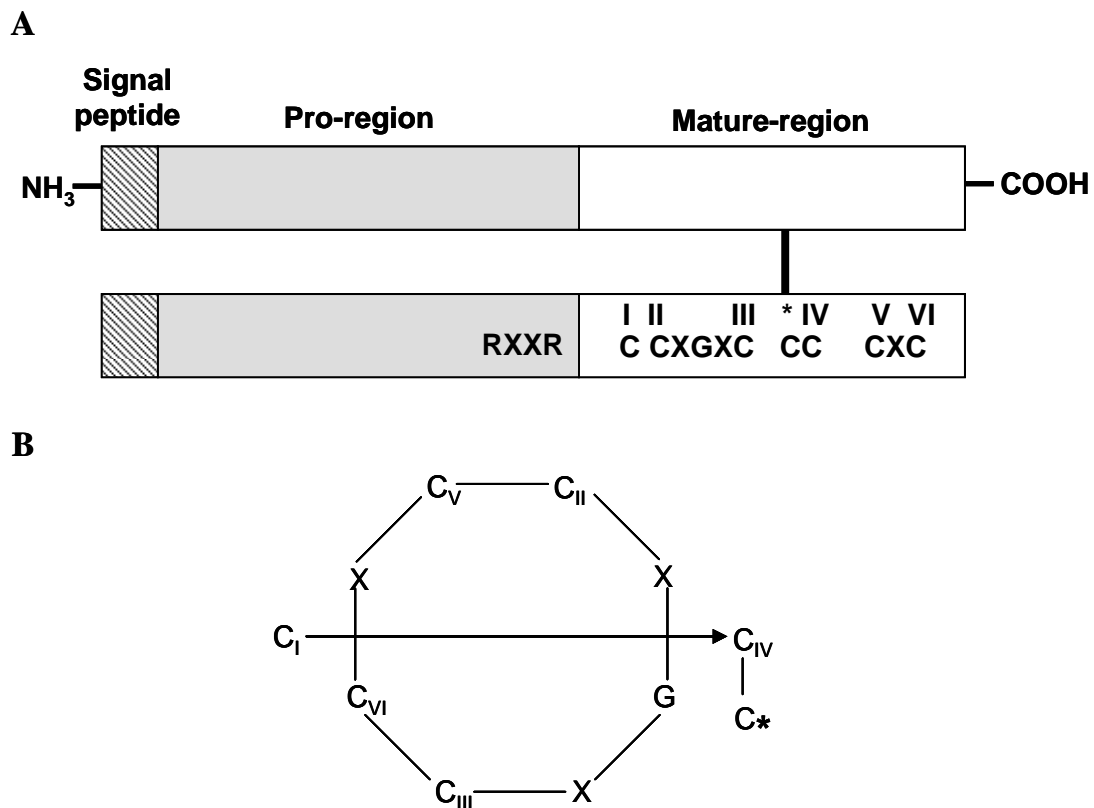 A
Signal
peptide
Pro-region
Mature-region
NH3
COOH
I II III * IV V VI
RXXR C CXGXC CC CXC
B
CV CII
X X
CI CIV
CVI G C*
CIII X